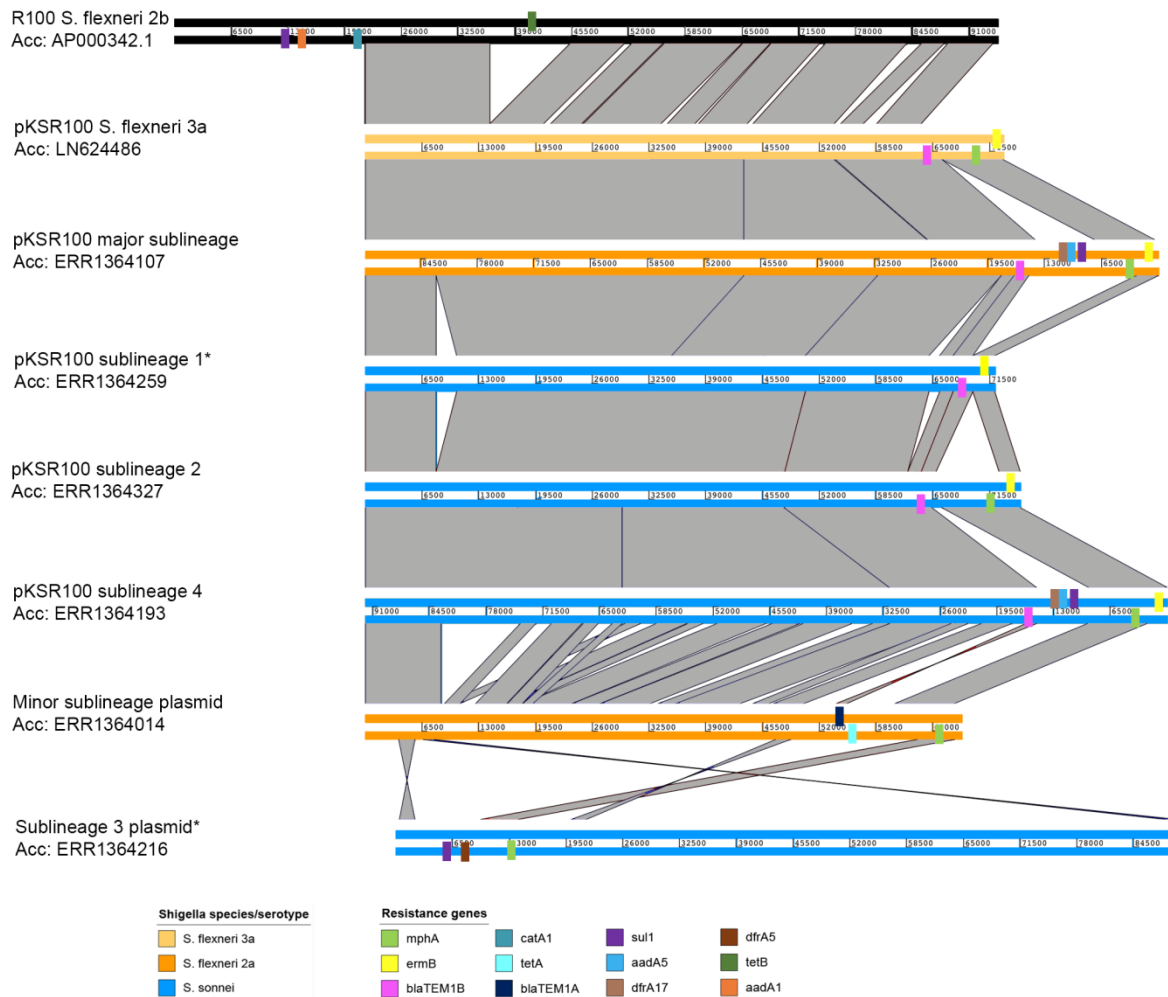 R100 S. flexneri 2b
Acc: AP000342.1
6500 19500 26000 32500 39000 45500 52000 58500 65000 71500 78000 84500 91000
pKSR100 S. flexneri 3a
Acc: LN624486
6500 13000 19500 26000 32500 39000 45500 52000 58500 65000
pKSR100 major sublineage
Acc: ERR1364107
84500 78000 71500 65000 58500 52000 45500 39000 32500 26000 19500 13000 6500
pKSR100 sublineage 1*
Acc: ERR1364259
6500 13000 19500 26000 32500 39000 45500 52000 58500 65000 71500
pKSR100 sublineage 2
Acc: ERR1364327
6500 13000 19500 26000 32500 39000 45500 52000 58500 65000 71500
pKSR100 sublineage 4
Acc: ERR1364193
91000 84500 78000 71500 65000 58500 52000 45500 39000 32500 26000 19500 13000 6500
Minor sublineage plasmid
Acc: ERR1364014
6500 13000 19500 26000 32500 39000 45500 52000 58500
Sublineage 3 plasmid*
Acc: ERR1364216
6500 13000 19500 26000 32500 39000 45500 52000 58500 65000 71500 78000 84500
Shigella species/serotype Resistance genes
S. flexneri 3a mphA catA1 sul1 dfrA5
S. flexneri 2a ermB tetA aadA5 tetB
S. sonnei blaTEM1B blaTEM1A dfrA17 aadA1